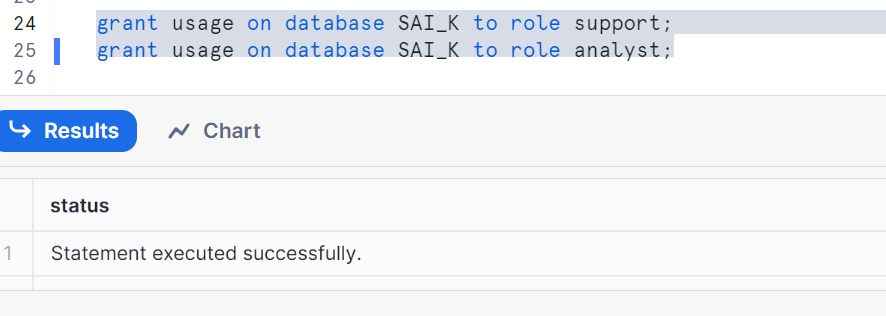 24 grant usage on database SAI_K to role support;
25 grant usage on database SAI_K to role analyst;
26
Results Chart
status
1 Statement executed successfully.